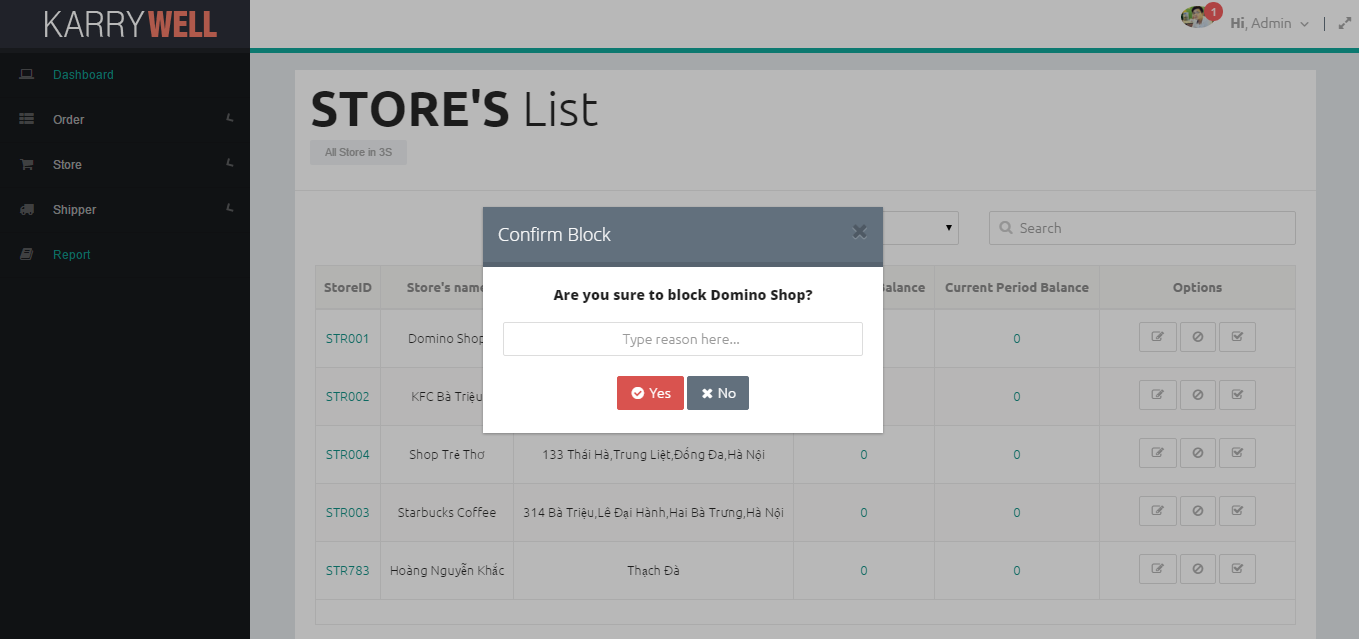 KARRYWELL
1
Hi, Admin
Dashboard
Order
Store
Shipper
Report
STORE'S List
All Store in 3S
Search
Confirm Block
Are you sure to block Domino Shop?
Type reason here...
Yes No
StoreID Store's name Balance Current Period Balance Options
STR001 Domino Shop 0
STR002 KFC Bà Triệu 0
STR004 Shop Trẻ Thơ 133 Thái Hà,Trung Liệt,Đống Đa,Hà Nội 0 0
STR003 Starbucks Coffee 314 Bà Triệu,Lê Đại Hành,Hai Bà Trưng,Hà Nội 0 0
STR783 Hoàng Nguyễn Khắc Thạch Đà 0 0